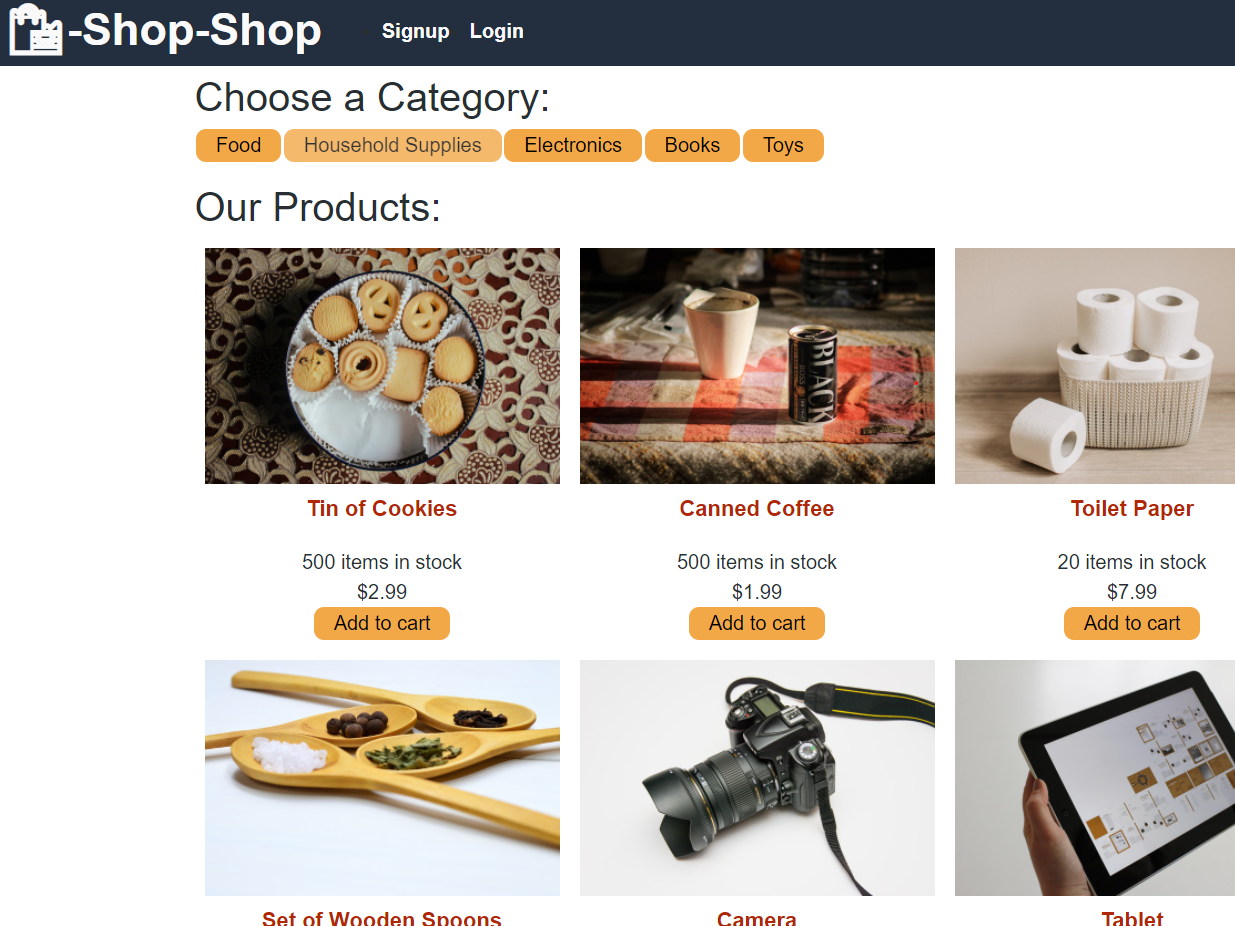 -Shop-Shop
Signup Login
Choose a Category:
Food Household Supplies Electronics Books Toys
Our Products:
BLACK
BOSS
Tin of Cookies Canned Coffee Toilet Paper
500 items in stock 500 items in stock 20 items in stock
$2.99 $1.99 $7.99
Add to cart Add to cart Add to cart
Set of Wooden Spoons Camera Tablet